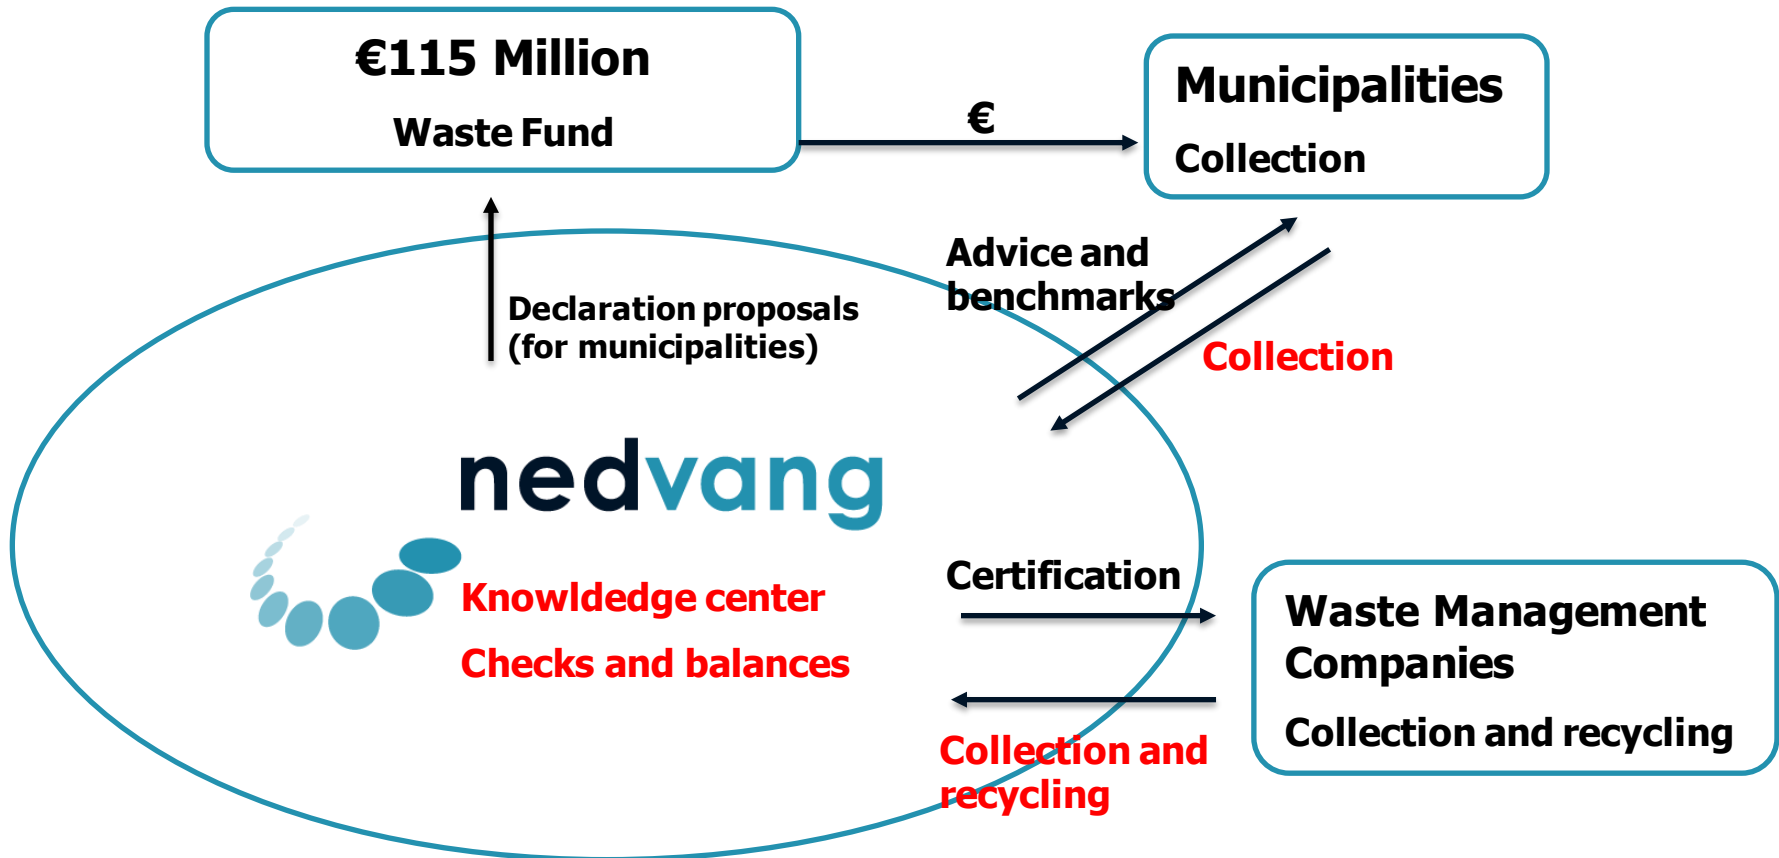 €115 Million
Waste Fund
€
Municipalities
Collection
Advice and
benchmarks
Declaration proposals
(for municipalities)
Collection
nedvang
Knowldedge center
Checks and balances
Certification
Waste Management
Companies
Collection and recycling
Collection and
recycling